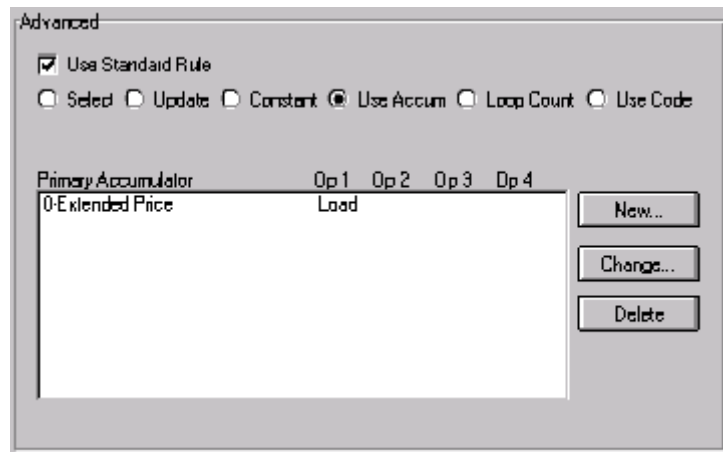 Advanced
Use Standard Rule
Select Update Constant Use Accum Loop Count Use Code
Primary Accumulator Op 1 Op 2 Op 3 Op 4
0-Extended Price Load
New...
Change...
Delete